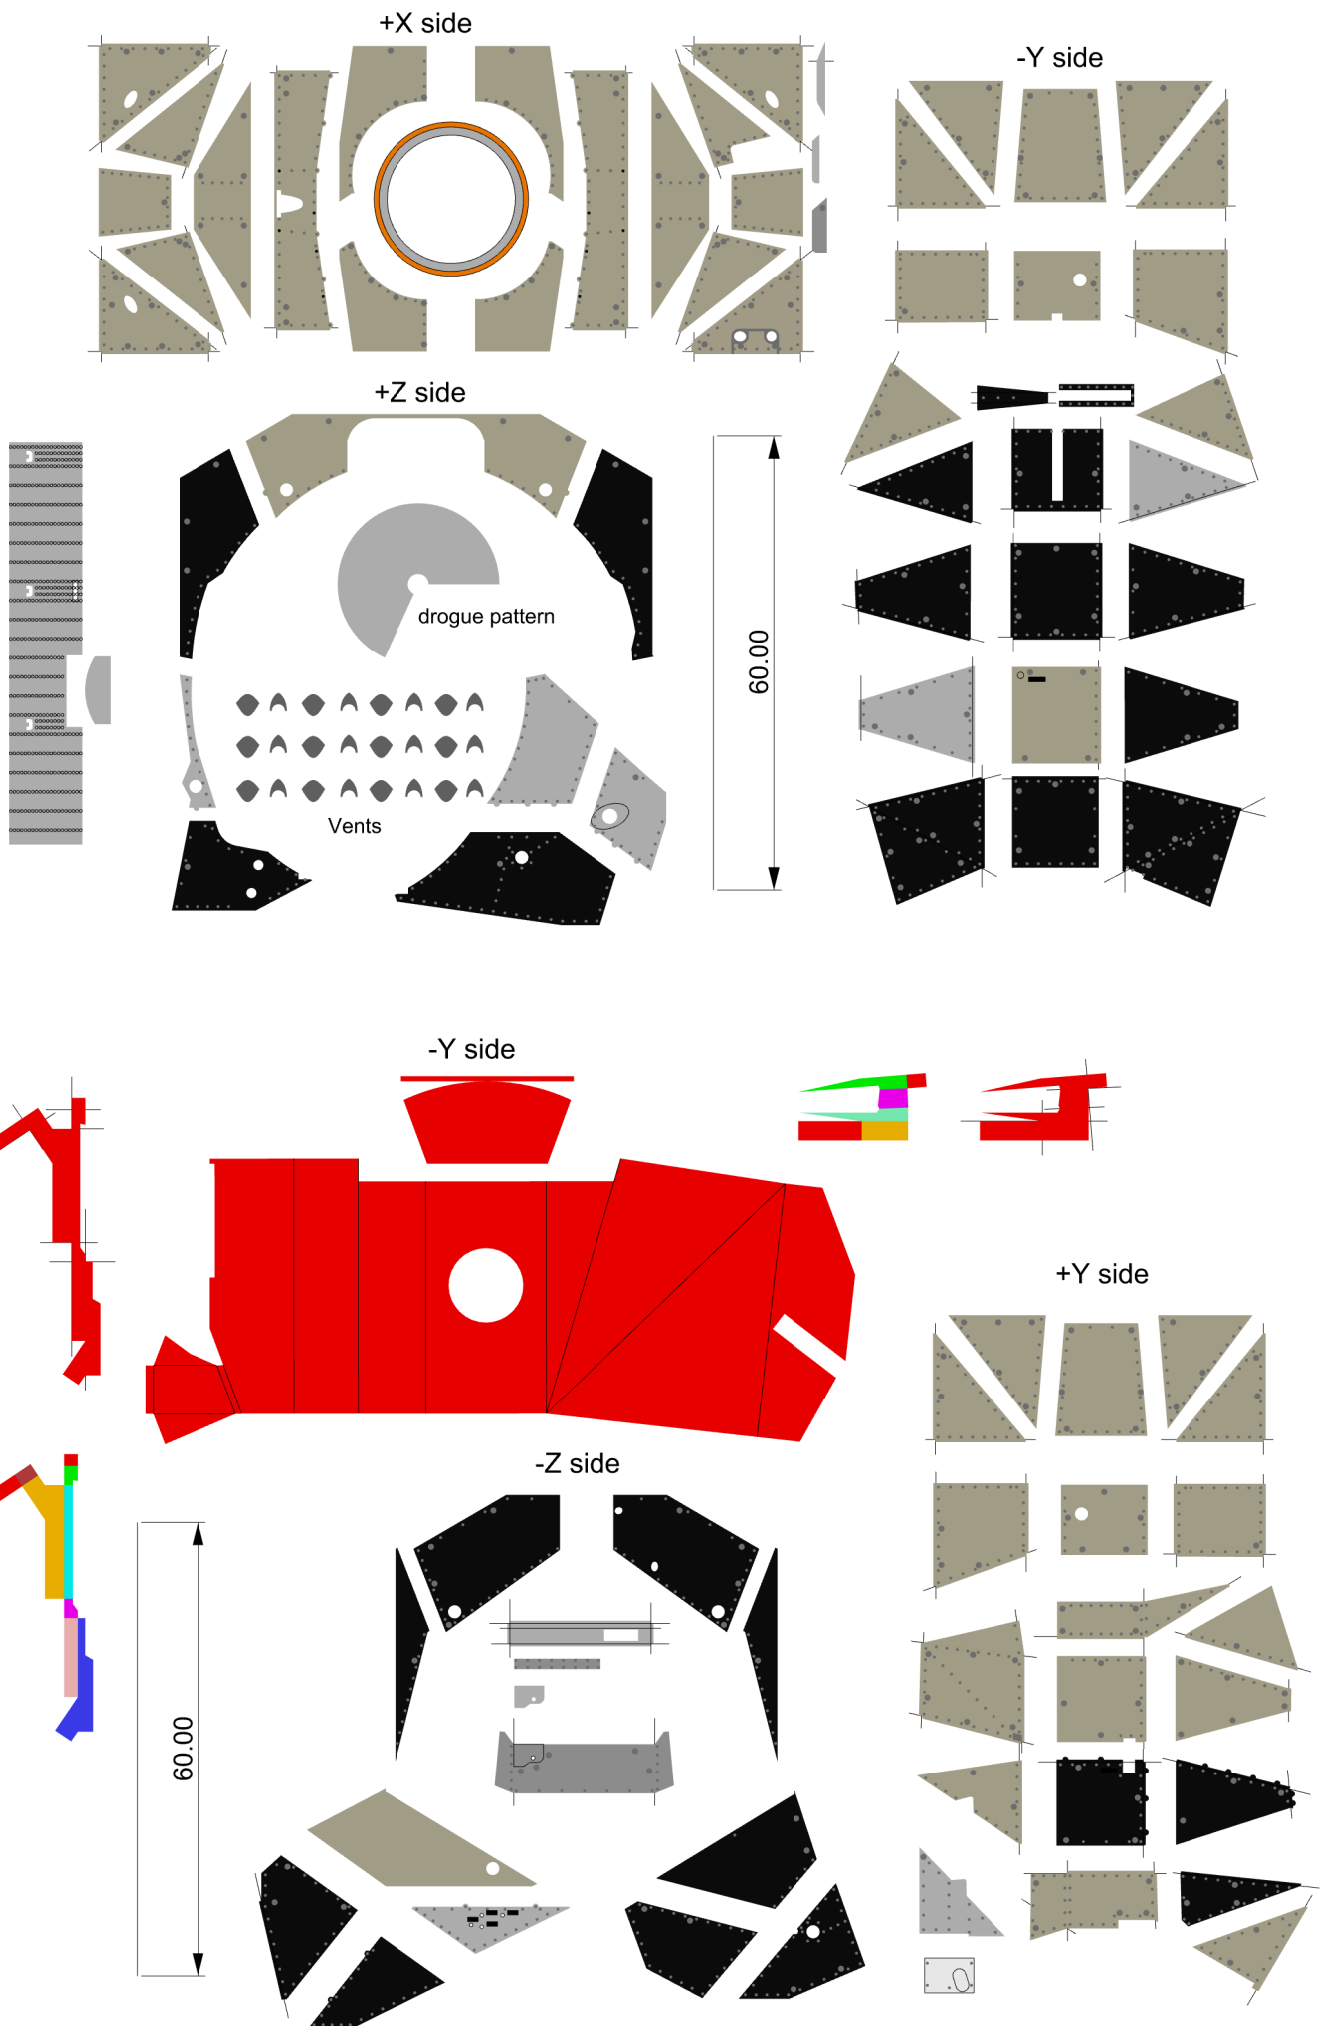 +X side
-Y side
+Z side
drogue pattern
60.00
Vents
-Y side
+Y side
-Z side
60.00